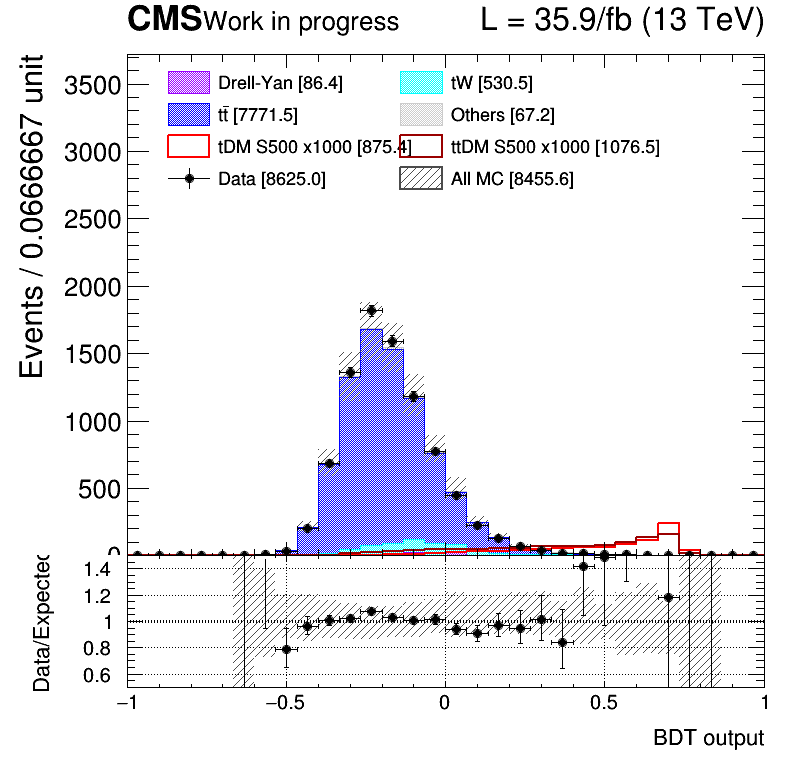 CMS Work in progress L = 35.9/fb (13 TeV)
Events / 0.0666667 unit
3500
3000
2500
2000
1500
1000
500
0
Drell-Yan [86.4] tW [530.5]
tt̄ [7771.5] Others [67.2]
tDM S500 x1000 [875.4] ttDM S500 x1000 [1076.5]
Data [8625.0] All MC [8455.6]
Data/Expected
1.4
1.2
1
0.8
0.6
−1 −0.5 0 0.5 1
BDT output